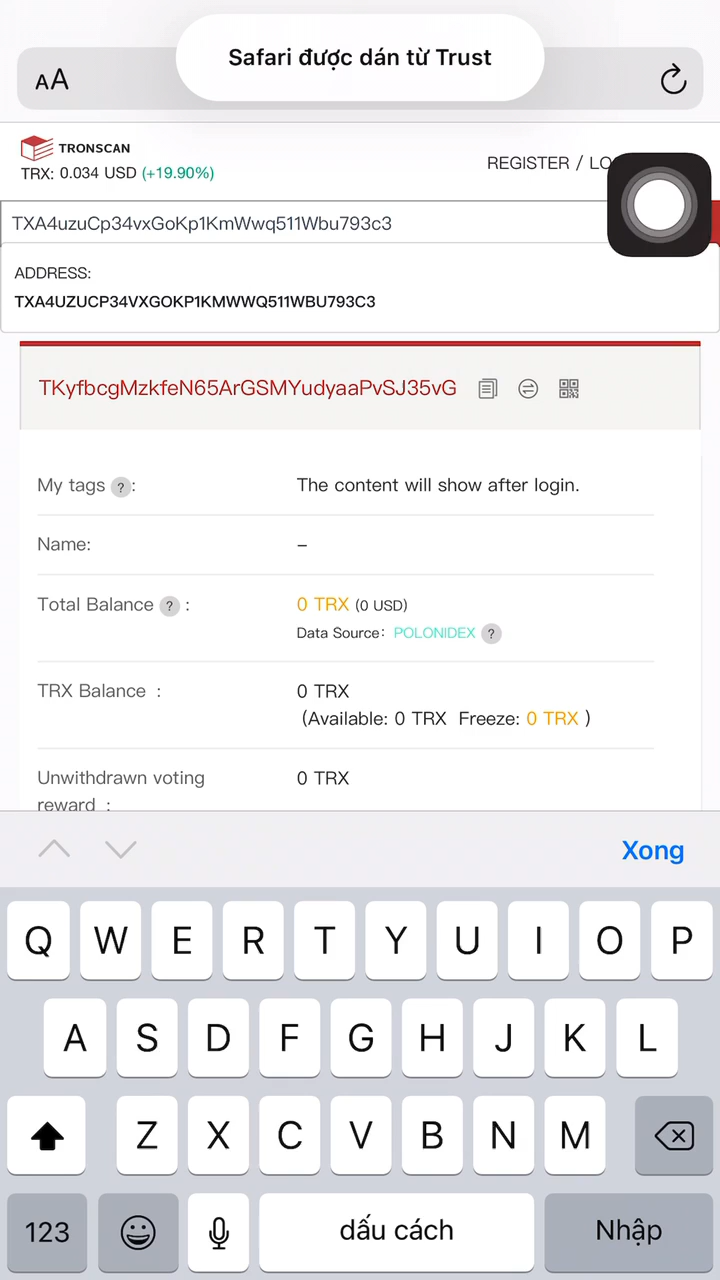 Safari được dán từ Trust
AA
TRONSCAN
TRX: 0.034 USD (+19.90%)
REGISTER / LO
TXA4uzuCp34vxGoKp1KmWwq511Wbu793c3
ADDRESS:
TXA4UZUCP34VXGOKP1KMWWQ511WBU793C3
TKyfbcgMzkfeN65ArGSMYudyaaPvSJ35vG
My tags ? :
The content will show after login.
Name:
–
Total Balance ? :
0 TRX (0 USD)
Data Source: POLONIDEX ?
TRX Balance :
0 TRX
(Available: 0 TRX Freeze: 0 TRX )
Unwithdrawn voting
reward :
0 TRX
Xong
Q W E R T Y U I O P
A S D F G H J K L
Z X C V B N M
123
dấu cách
Nhập